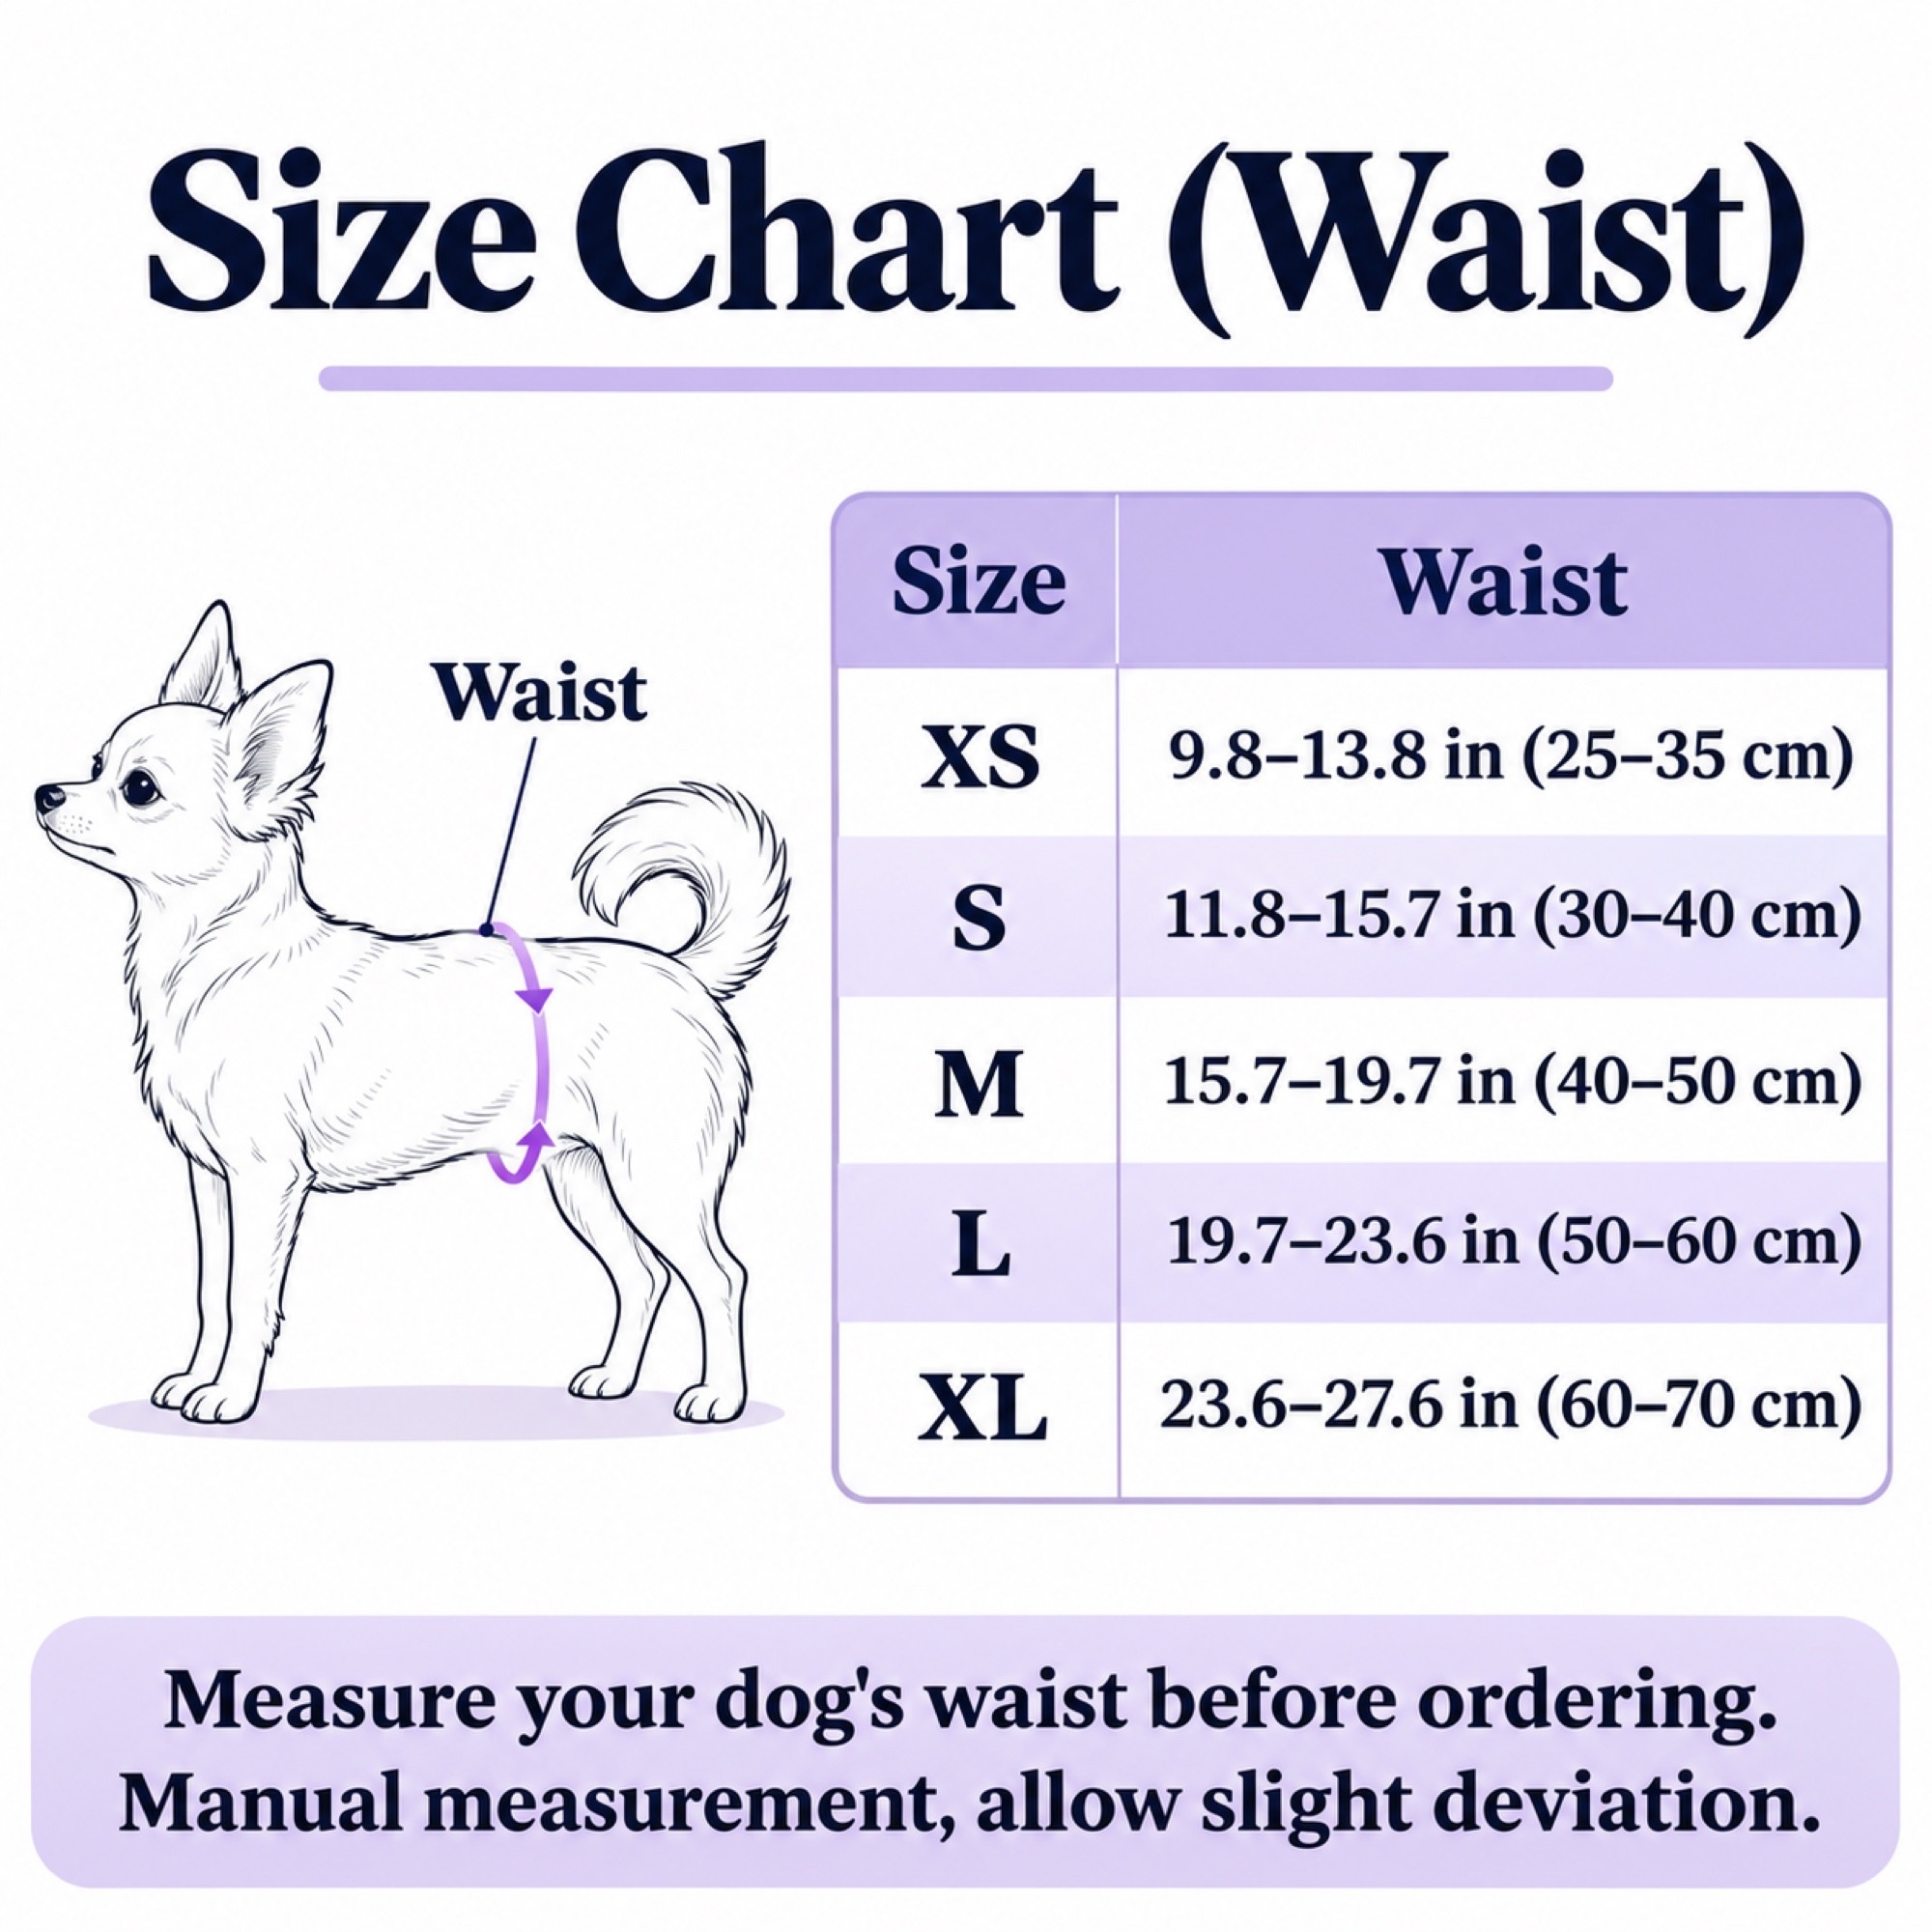 Size Chart (Waist)
Waist
Size Waist
XS 9.8–13.8 in (25–35 cm)
S 11.8–15.7 in (30–40 cm)
M 15.7–19.7 in (40–50 cm)
L 19.7–23.6 in (50–60 cm)
XL 23.6–27.6 in (60–70 cm)
Measure your dog's waist before ordering.
Manual measurement, allow slight deviation.